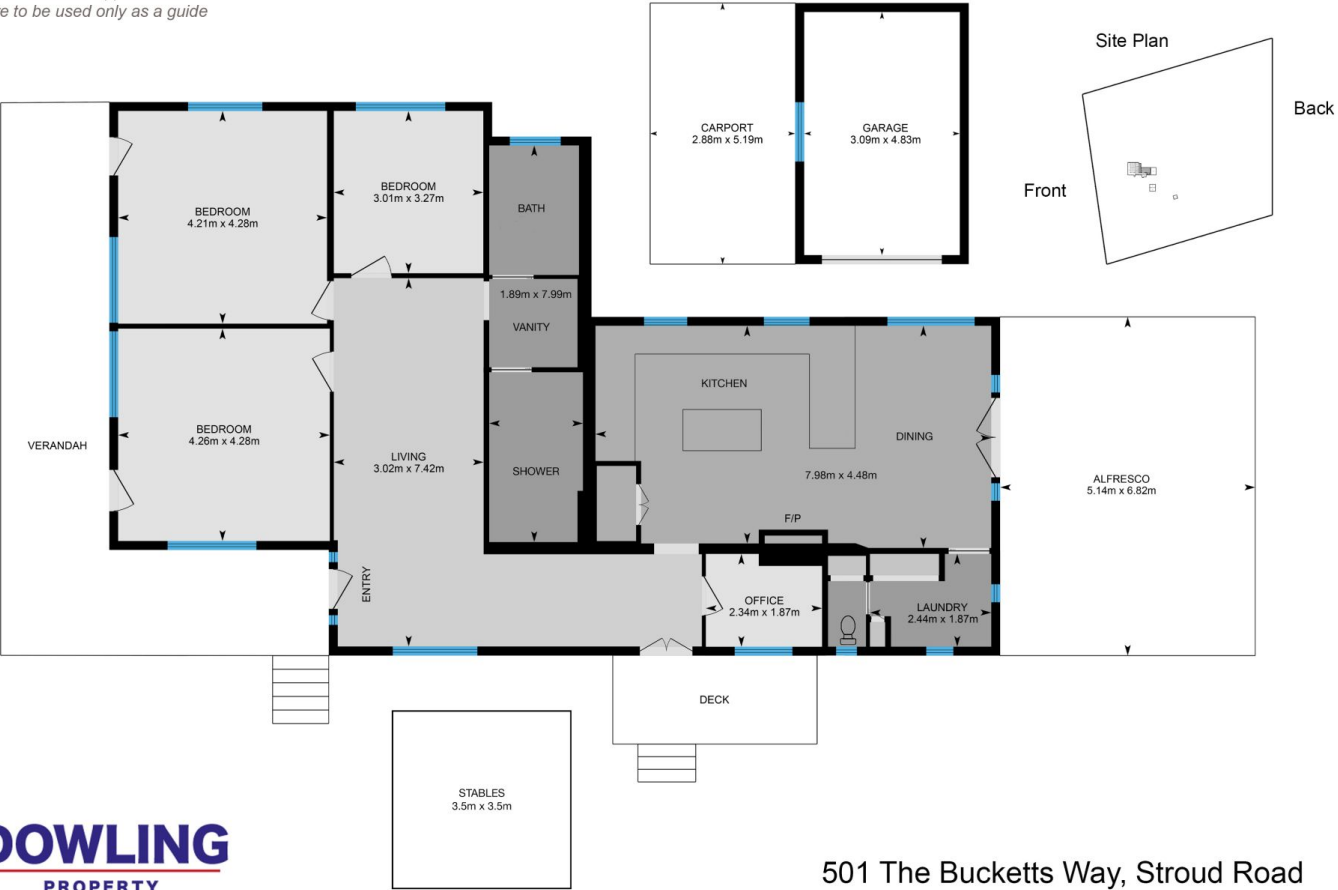 e to be used only as a guide
Site Plan
Back
Front
CARPORT
2.88m x 5.19m
GARAGE
3.09m x 4.83m
BEDROOM
4.21m x 4.28m
BEDROOM
3.01m x 3.27m
BATH
1.89m x 7.99m
VANITY
KITCHEN
DINING
VERANDAH
BEDROOM
4.26m x 4.28m
LIVING
3.02m x 7.42m
SHOWER
7.98m x 4.48m
ALFRESCO
5.14m x 6.82m
F/P
ENTRY
OFFICE
2.34m x 1.87m
LAUNDRY
2.44m x 1.87m
DECK
STABLES
3.5m x 3.5m
DOWLING
PROPERTY
501 The Bucketts Way, Stroud Road